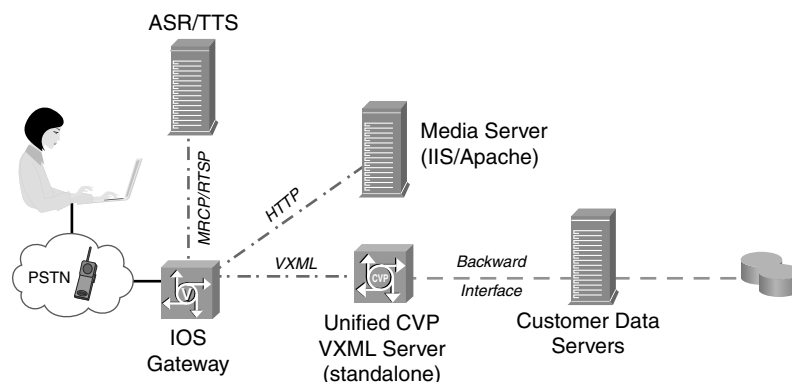 ASR/TTS
Media Server
(IIS/Apache)
MRCP/RTSP
HTTP
PSTN
V
VXML
CVP
Backward
Interface
IOS
Gateway
Unified CVP
VXML Server
(standalone)
Customer Data
Servers